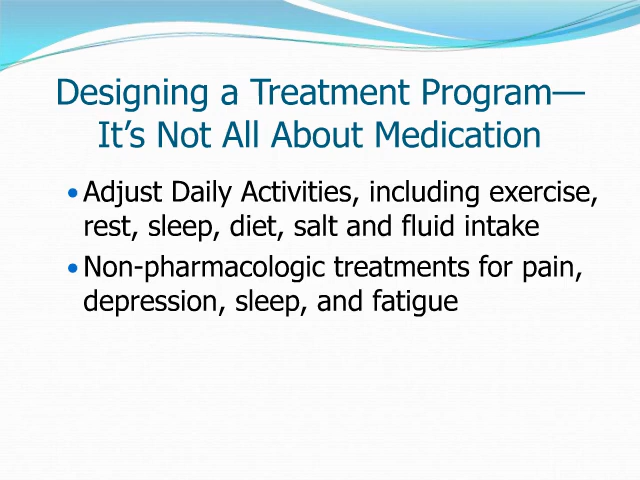 Designing a Treatment Program—
It's Not All About Medication
• Adjust Daily Activities, including exercise,
rest, sleep, diet, salt and fluid intake
• Non-pharmacologic treatments for pain,
depression, sleep, and fatigue